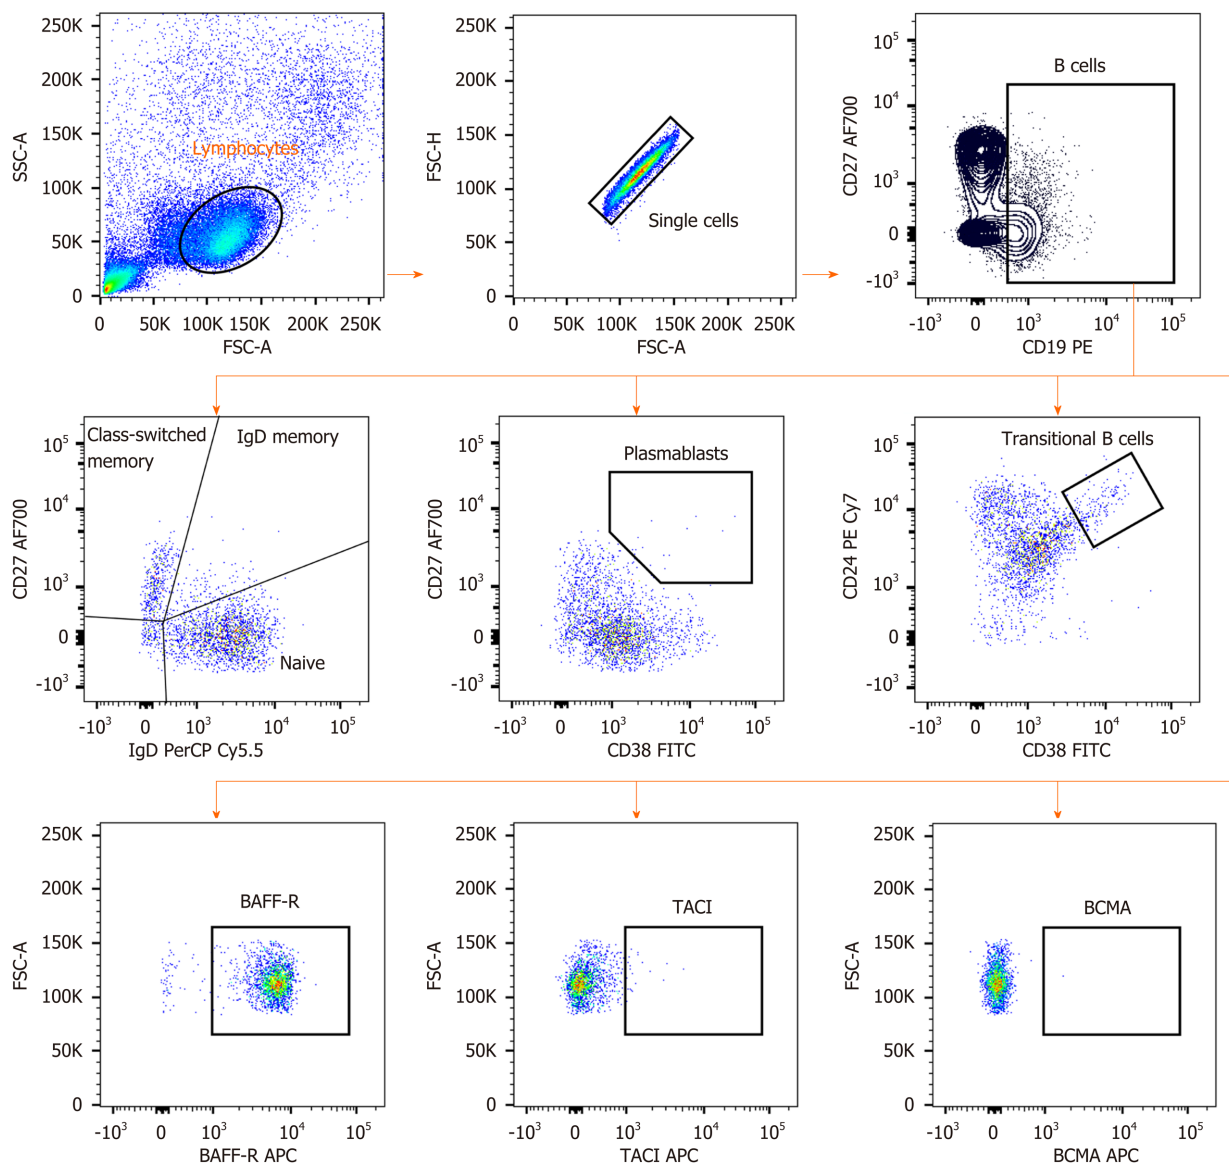 250K
200K
150K
100K
50K
0
SSC-A
Lymphocytes
0 50K 100K 150K 200K 250K
FSC-A
250K
200K
150K
100K
50K
0
FSC-H
Single cells
0 50K 100K 150K 200K 250K
FSC-A
10^5
10^4
10^3
0
-10^3
CD27 AF700
B cells
-10^3 0 10^3 10^4 10^5
CD19 PE
10^5
10^4
10^3
0
-10^3
CD27 AF700
Class-switched
memory
IgD memory
Naive
-10^3 0 10^3 10^4 10^5
IgD PerCP Cy5.5
10^5
10^4
10^3
0
-10^3
CD27 AF700
Plasmablasts
-10^3 0 10^3 10^4 10^5
CD38 FITC
10^5
10^4
10^3
0
-10^3
CD24 PE Cy7
Transitional B cells
-10^3 0 10^3 10^4 10^5
CD38 FITC
250K
200K
150K
100K
50K
0
FSC-A
BAFF-R
-10^3 0 10^3 10^4 10^5
BAFF-R APC
250K
200K
150K
100K
50K
0
FSC-A
TACI
-10^3 0 10^3 10^4 10^5
TACI APC
250K
200K
150K
100K
50K
0
FSC-A
BCMA
-10^3 0 10^3 10^4 10^5
BCMA APC